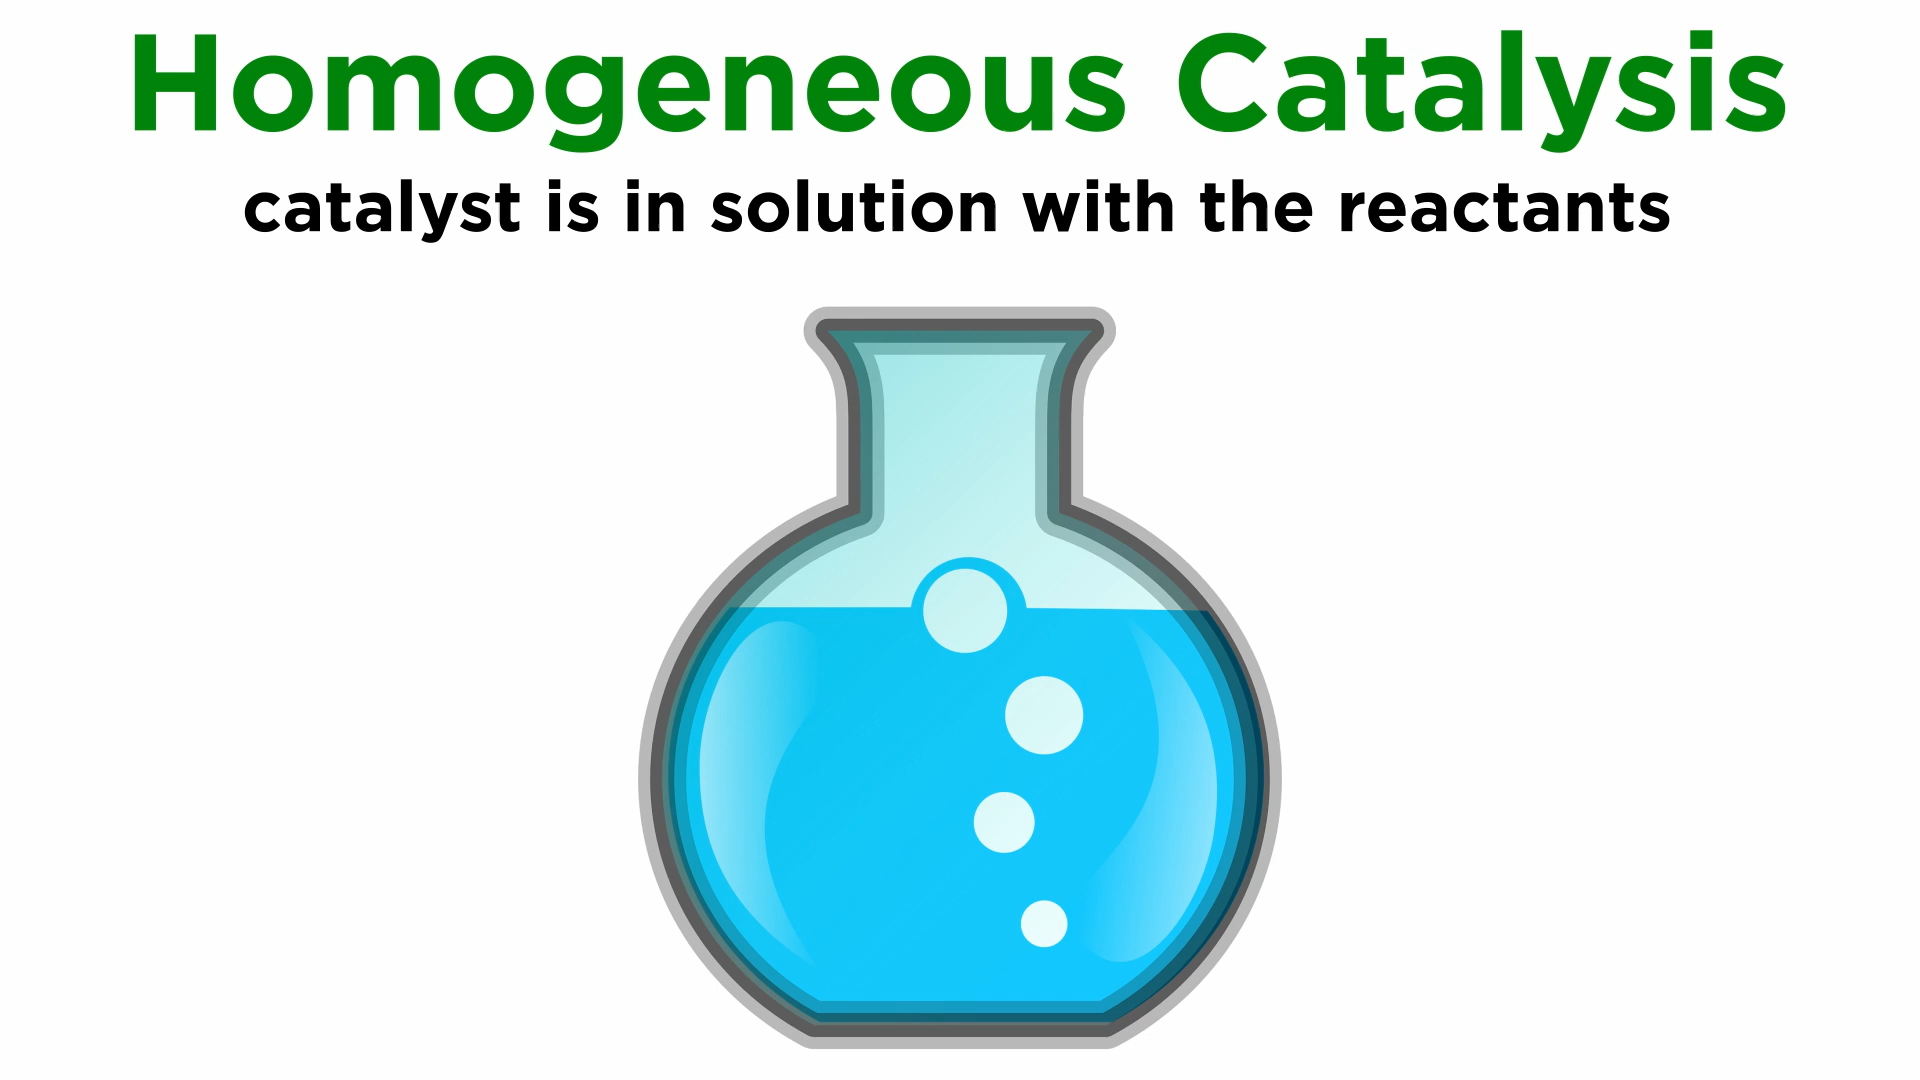 Homogeneous Catalysis
catalyst is in solution with the reactants